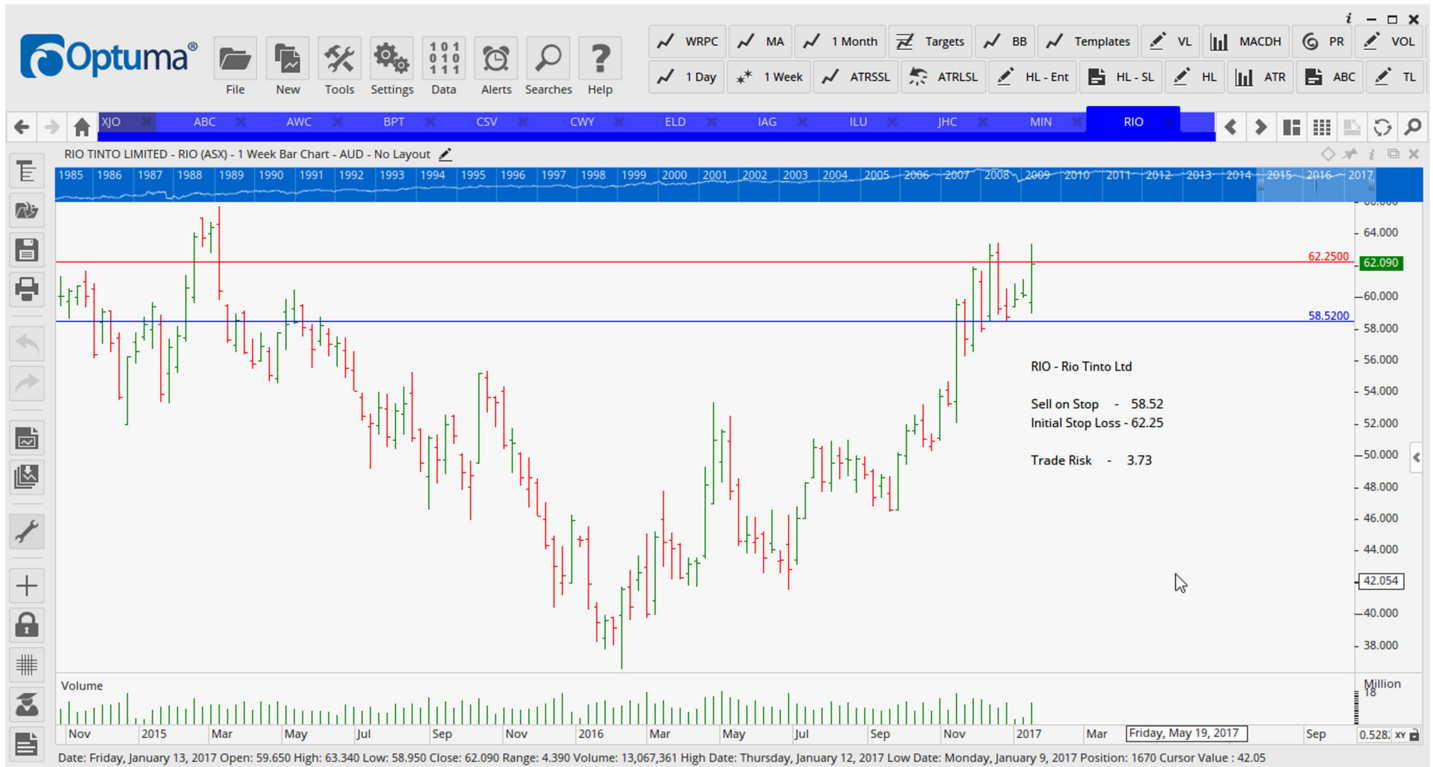 i
Optuma®
File
New
Tools
Settings
101
010
111
Data
Alerts
Searches
?
Help
WRPC MA 1 Month Targets BB Templates VL MACDH PR VOL
1 Day 1 Week ATRSSL ATRLSL HL - Ent HL - SL HL ATR ABC TL
XJO ABC AWC BPT CSV CWY ELD IAG ILU JHC MIN RIO
RIO TINTO LIMITED - RIO (ASX) - 1 Week Bar Chart - AUD - No Layout
i
1985 1986 1987 1988 1989 1990 1991 1992 1993 1994 1995 1996 1997 1998 1999 2000 2001 2002 2003 2004 2005 2006 2007 2008 2009 2010 2011 2012 2013 2014 2015 2016 2017
66.000
64.000
62.2500
62.090
60.000
58.5200
58.000
56.000
RIO - Rio Tinto Ltd
54.000
Sell on Stop - 58.52
52.000
Initial Stop Loss - 62.25
50.000
Trade Risk - 3.73
48.000
46.000
44.000
42.054
40.000
38.000
Volume
Million
18
Nov 2015 Mar May Jul Sep Nov 2016 Mar May Jul Sep Nov 2017 Mar Friday, May 19, 2017 Sep 0.528 XY
Date: Friday, January 13, 2017 Open: 59.650 High: 63.340 Low: 58.950 Close: 62.090 Range: 4.390 Volume: 13,067,361 High Date: Thursday, January 12, 2017 Low Date: Monday, January 9, 2017 Position: 1670 Cursor Value : 42.05